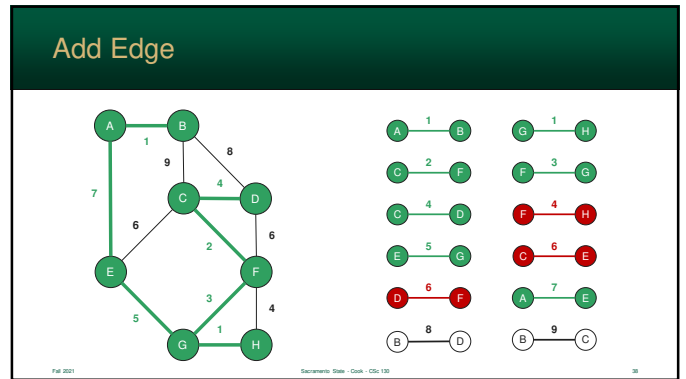 Add Edge
A
B
1
9
8
7
C
4
D
6
2
6
E
F
3
4
5
1
G
H
A 1 B
G 1 H
C 2 F
F 3 G
C 4 D
F 4 H
E 5 G
C 6 E
D 6 F
A 7 E
B 8 D
B 9 C
Fall 2021
Sacramento State - Cook - CSc 130
38